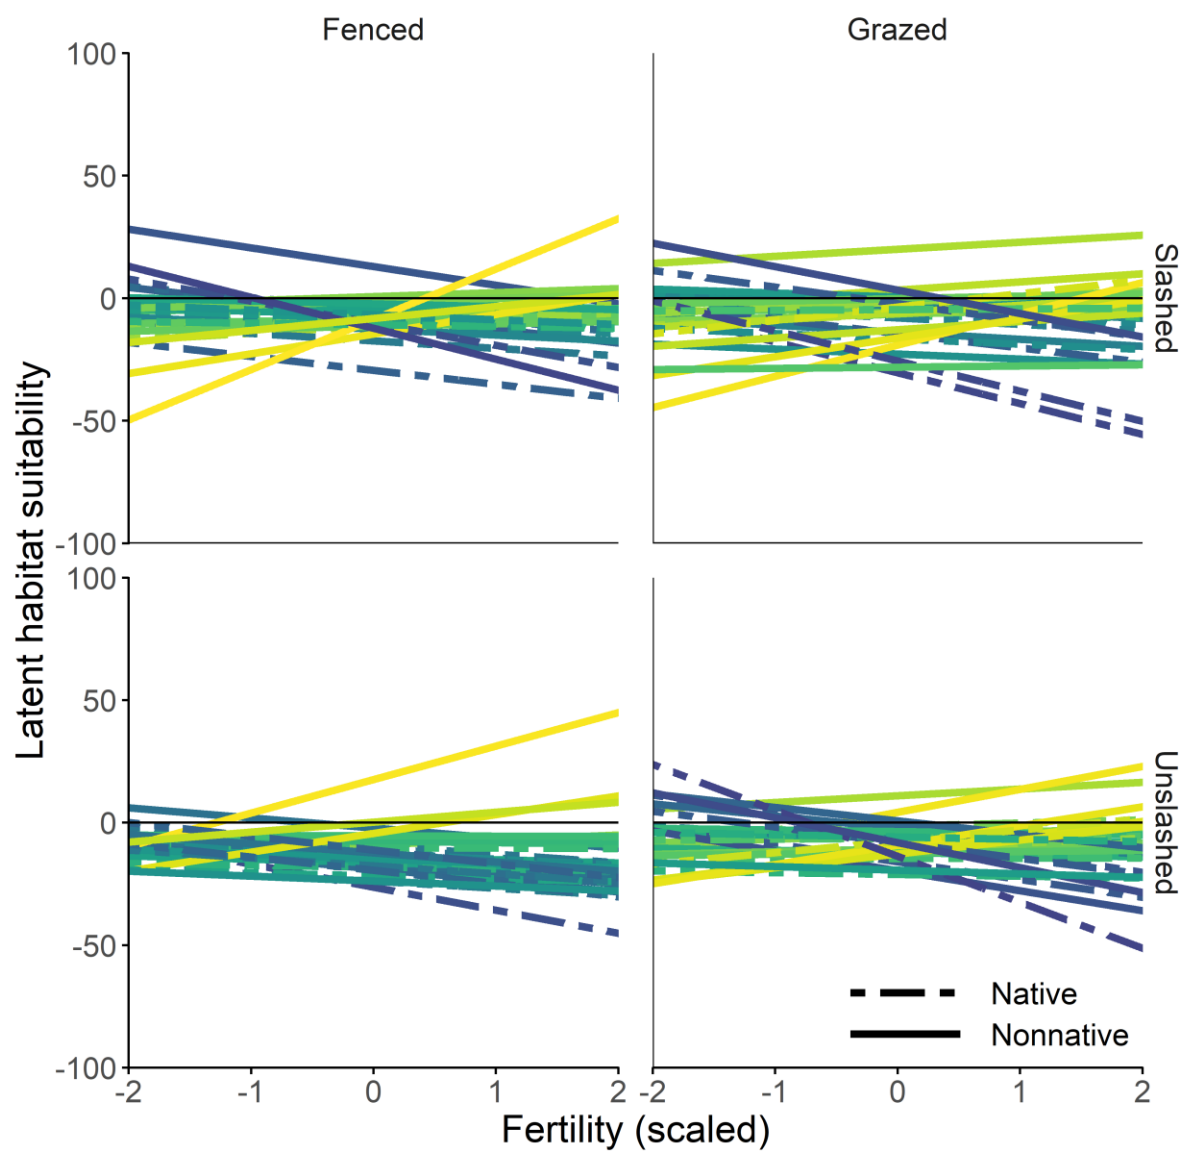 Fenced
Grazed
100
50
0
-50
-100
Slashed
100
50
0
-50
-100
Unslashed
Latent habitat suitability
Native
Nonnative
-2 -1 0 1 2
-2 -1 0 1 2
Fertility (scaled)